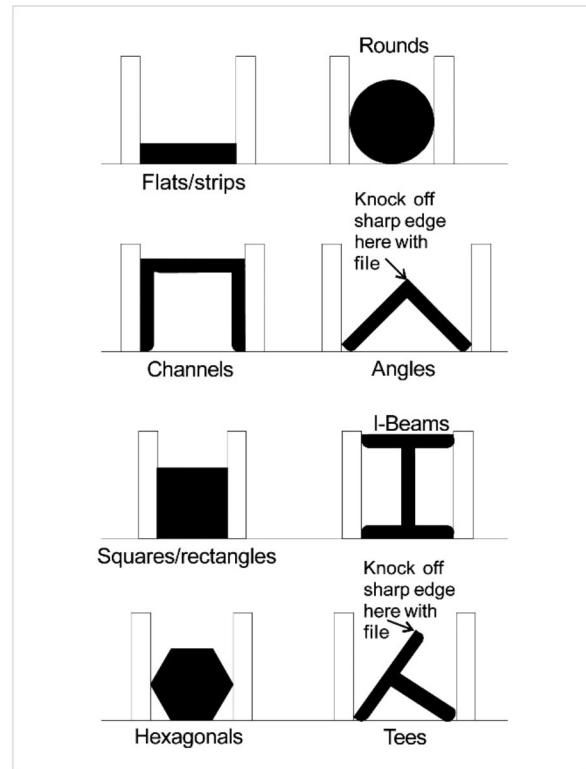 Rounds
Flats/strips
Knock off
sharp edge
here with
file
Channels
Angles
I-Beams
Squares/rectangles
Knock off
sharp edge
here with
file
Hexagonals
Tees